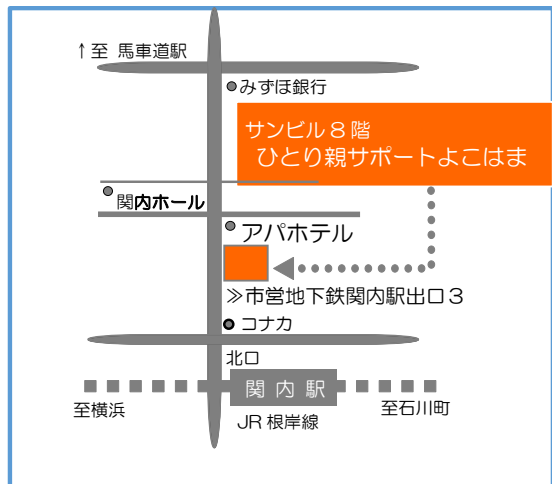 ↑至 馬車道駅
みずほ銀行
サンビル8階
ひとり親サポートよこはま
関内ホール
アパホテル
≫市営地下鉄関内駅出口3
コナカ
北口
関内駅
至横浜
至石川町
JR根岸線